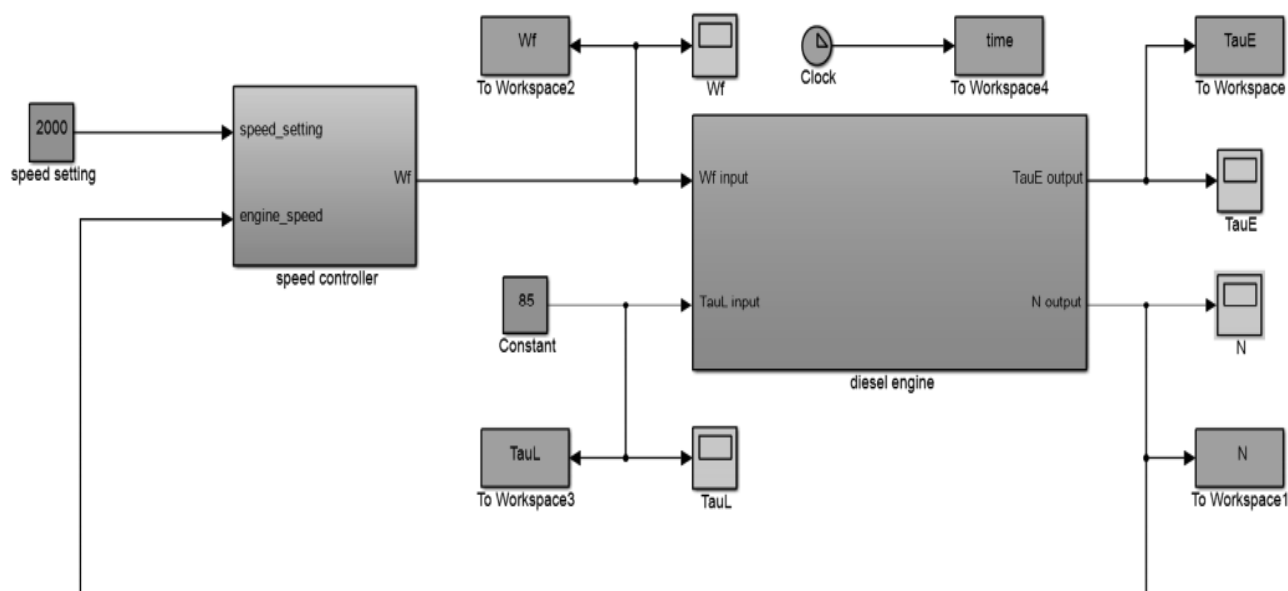 Wf
To Workspace2
Wf
Clock
time
To Workspace4
TauE
To Workspace
2000
speed setting
speed_setting
engine_speed
Wf
speed controller
Wf input
TauL input
TauE output
N output
diesel engine
TauE
85
Constant
N
TauL
To Workspace3
TauL
N
To Workspace1